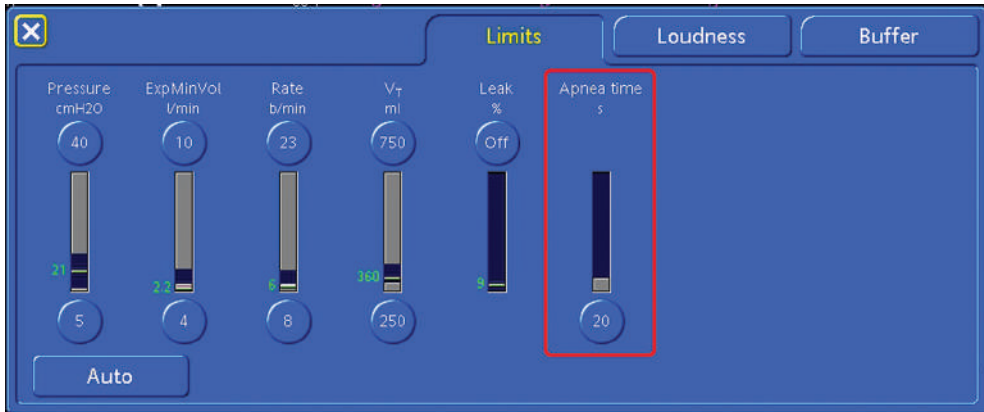 Limits Loudness Buffer
Pressure ExpMinVol Rate VT Leak Apnea time
cmH2O l/min b/min ml % s
40 10 23 750 Off
21 2.2 6 360 9
5 4 8 250 20
Auto